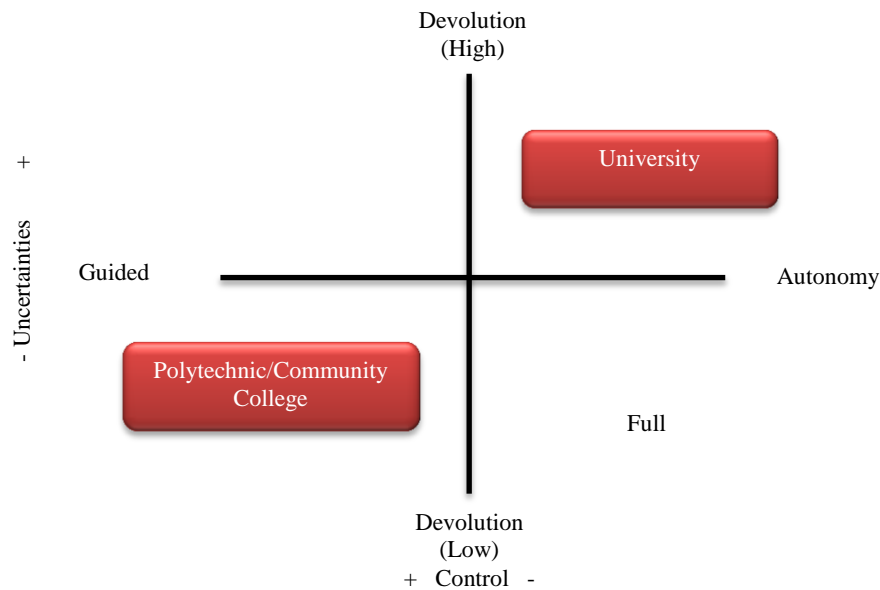 Devolution
(High)
University
- Uncertainties +
Guided
Autonomy
Polytechnic/Community
College
Full
Devolution
(Low)
+ Control -